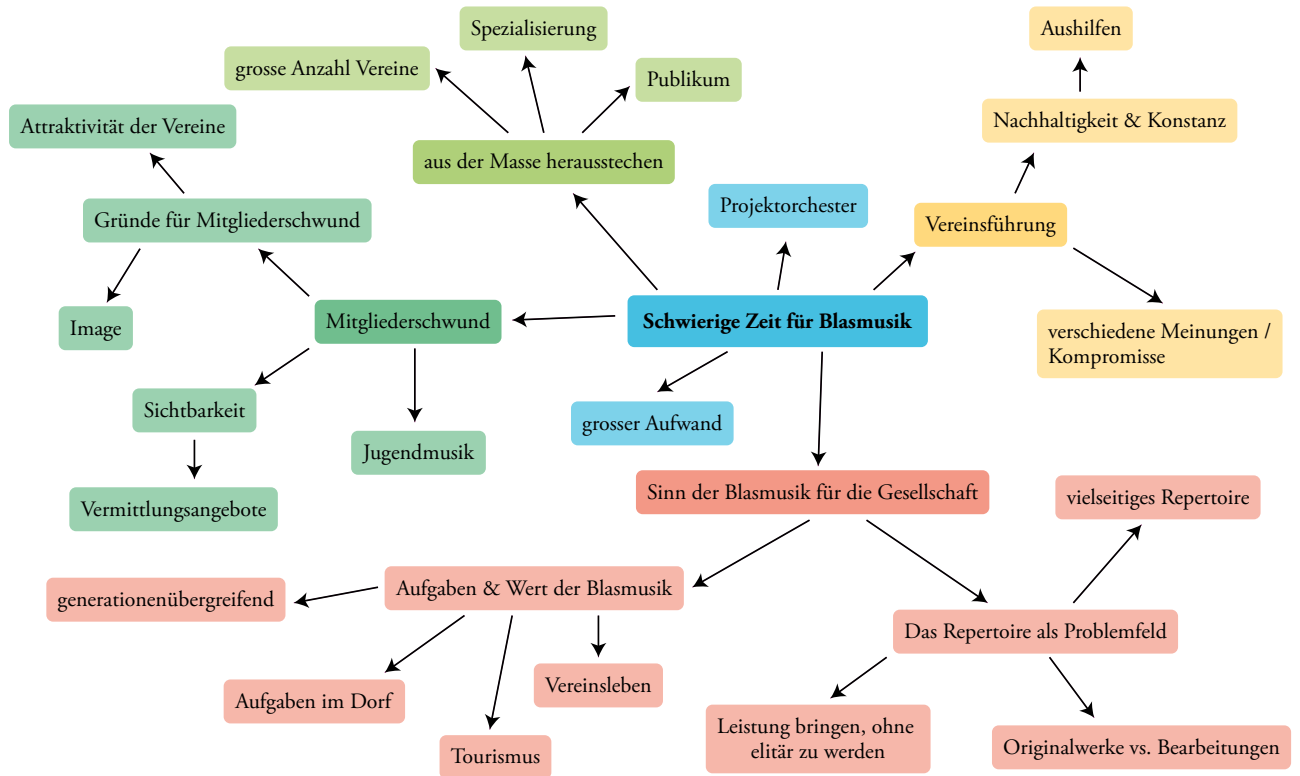 Spezialisierung
Aushilfen
grosse Anzahl Vereine
Publikum
Attraktivität der Vereine
Nachhaltigkeit & Konstanz
aus der Masse herausstechen
Projektorchester
Gründe für Mitgliederschwund
Vereinsführung
Image
Mitgliederschwund
Schwierige Zeit für Blasmusik
verschiedene Meinungen /
Kompromisse
Sichtbarkeit
grosser Aufwand
Jugendmusik
Sinn der Blasmusik für die Gesellschaft
vielseitiges Repertoire
Vermittlungsangebote
generationenübergreifend
Aufgaben & Wert der Blasmusik
Das Repertoire als Problemfeld
Vereinsleben
Aufgaben im Dorf
Leistung bringen, ohne
elitär zu werden
Originalwerke vs. Bearbeitungen
Tourismus